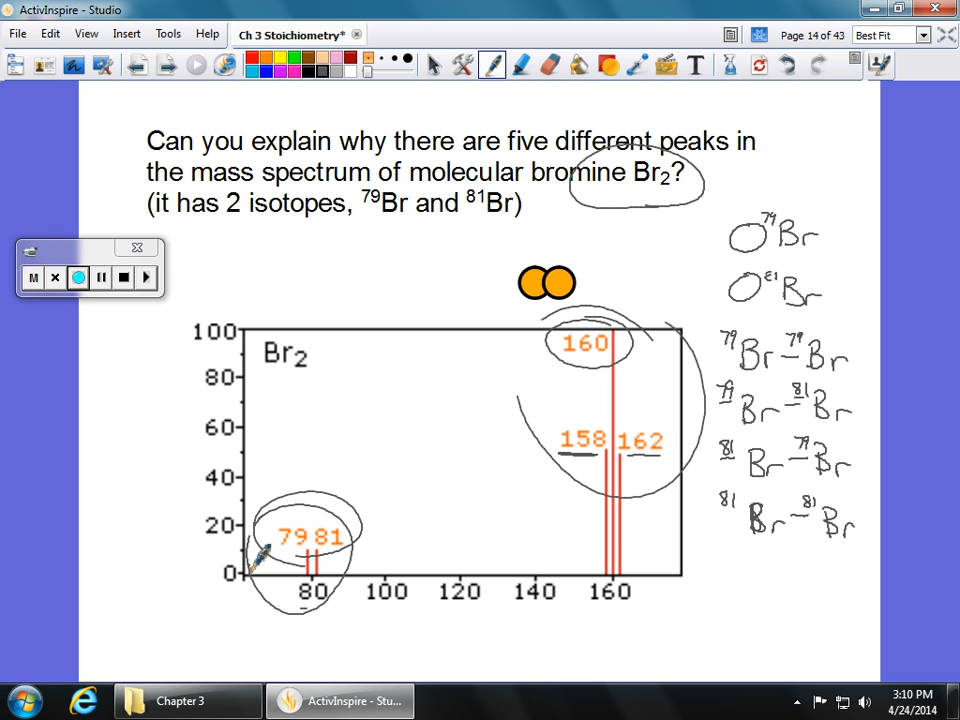 ActivInspire - Studio
File Edit View Insert Tools Help
Ch 3 Stoichiometry*
Page 14 of 43
Best Fit
Can you explain why there are five different peaks in
the mass spectrum of molecular bromine Br₂?
(it has 2 isotopes, ⁷⁹Br and ⁸¹Br)
M
⁷⁹Br
⁸¹Br
⁷⁹Br-⁷⁹Br
⁷⁹Br-⁸¹Br
⁸¹Br-⁷⁹Br
⁸¹Br-⁸¹Br
Br₂
100
80
60
40
20
0
160
158 162
79 81
80 100 120 140 160
Chapter 3
ActivInspire - Stu...
3:10 PM
4/24/2014